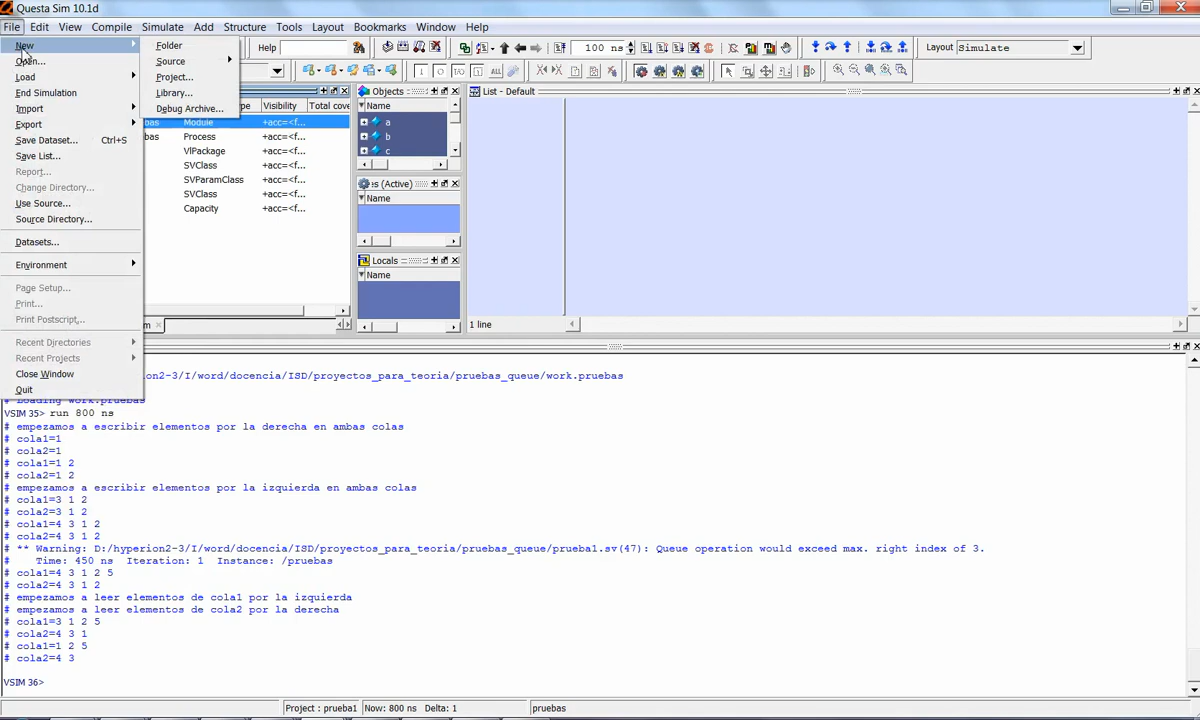 Questa Sim 10.1d
File Edit View Compile Simulate Add Structure Tools Layout Bookmarks Window Help
New Folder Help 100 ns Layout Simulate
Open... Source
Load Project...
End Simulation Library... Objects List - Default
Import Debug Archive... Visibility Total cove Name
Export Module +acc=<f... a
Save Dataset... Ctrl+S bas Process +acc=<f... b
Save List... VlPackage +acc=<f... c
Report... SVClass +acc=<f...
Change Directory... SVParamClass +acc=<f... es (Active)
Use Source... SVClass +acc=<f... Name
Source Directory... Capacity +acc=<f...
Datasets...
Environment Locals
Name
Page Setup...
Print...
Print Postscript,..
m 1 line
Recent Directories
Recent Projects
Close Window ion2-3/I/word/docencia/ISD/proyectos_para_teoria/pruebas_queue/work.pruebas
Quit
# Loading work.pruebas
VSIM 35> run 800 ns
# empezamos a escribir elementos por la derecha en ambas colas
# cola1=1
# cola2=1
# cola1=1 2
# cola2=1 2
# empezamos a escribir elementos por la izquierda en ambas colas
# cola1=3 1 2
# cola2=3 1 2
# cola1=4 3 1 2
# cola2=4 3 1 2
# ** Warning: D:/hyperion2-3/I/word/docencia/ISD/proyectos_para_teoria/pruebas_queue/prueba1.sv(47): Queue operation would exceed max. right index of 3.
# Time: 450 ns Iteration: 1 Instance: /pruebas
# cola1=4 3 1 2 5
# cola2=4 3 1 2
# empezamos a leer elementos de cola1 por la izquierda
# empezamos a leer elementos de cola2 por la derecha
# cola1=3 1 2 5
# cola2=4 3 1
# cola1=1 2 5
# cola2=4 3
VSIM 36>
Project : prueba1 Now: 800 ns Delta: 1 pruebas